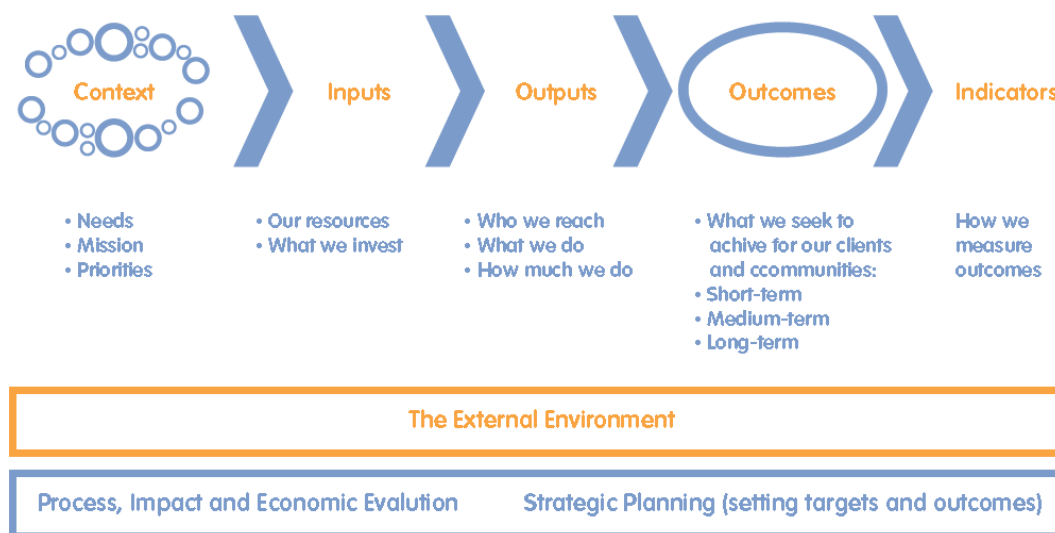 Context
Inputs
Outputs
Outcomes
Indicators
• Needs
• Mission
• Priorities
• Our resources
• What we invest
• Who we reach
• What we do
• How much we do
• What we seek to
achive for our clients
and ccommunities:
• Short-term
• Medium-term
• Long-term
How we
measure
outcomes
The External Environment
Process, Impact and Economic Evalution
Strategic Planning (setting targets and outcomes)